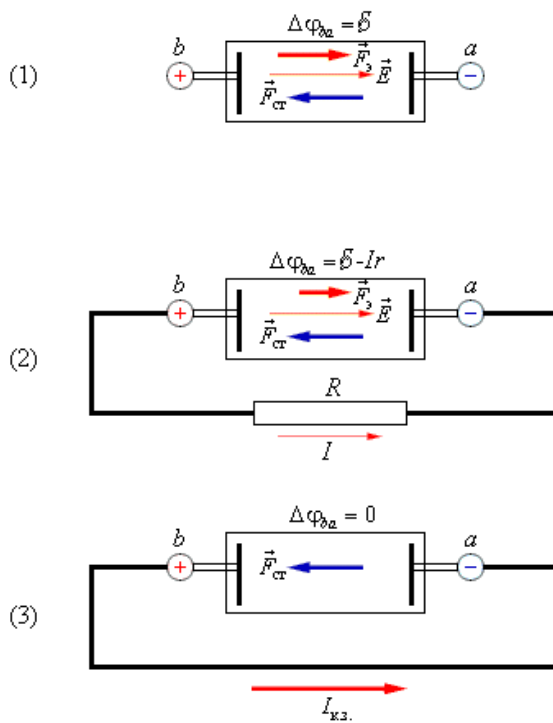 Δφ_ba = ℰ
b
a
(1)
+
F⃗_э
E⃗
F⃗_ст
−
Δφ_ba = ℰ - Ir
b
a
(2)
+
F⃗_э
E⃗
F⃗_ст
−
R
I
Δφ_ba = 0
b
a
(3)
+
F⃗_ст
−
I_к.з.